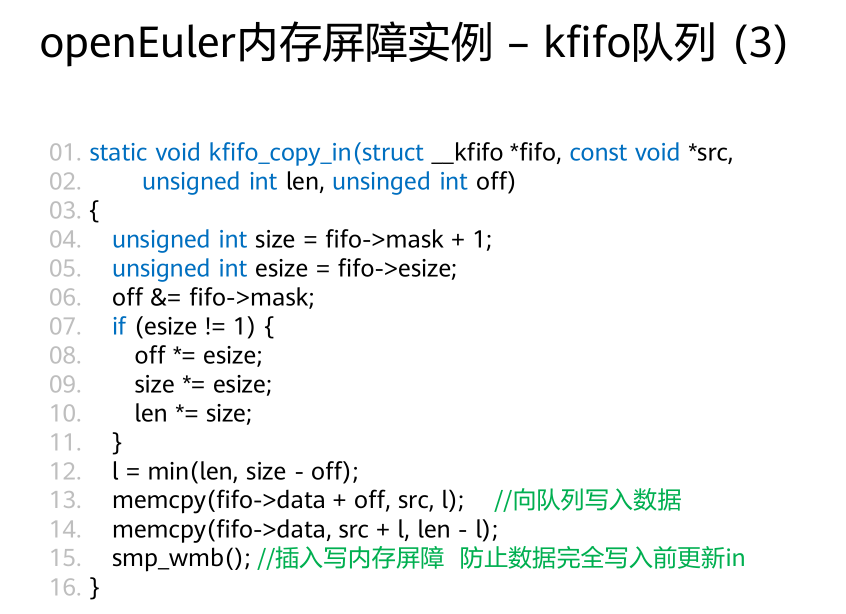 openEuler内存屏障实例 – kfifo队列 (3)
01. static void kfifo_copy_in(struct __kfifo *fifo, const void *src,
02. unsigned int len, unsinged int off)
03. {
04. unsigned int size = fifo->mask + 1;
05. unsigned int esize = fifo->esize;
06. off &= fifo->mask;
07. if (esize != 1) {
08. off *= esize;
09. size *= esize;
10. len *= size;
11. }
12. l = min(len, size - off);
13. memcpy(fifo->data + off, src, l); //向队列写入数据
14. memcpy(fifo->data, src + l, len - l);
15. smp_wmb(); //插入写内存屏障 防止数据完全写入前更新in
16. }